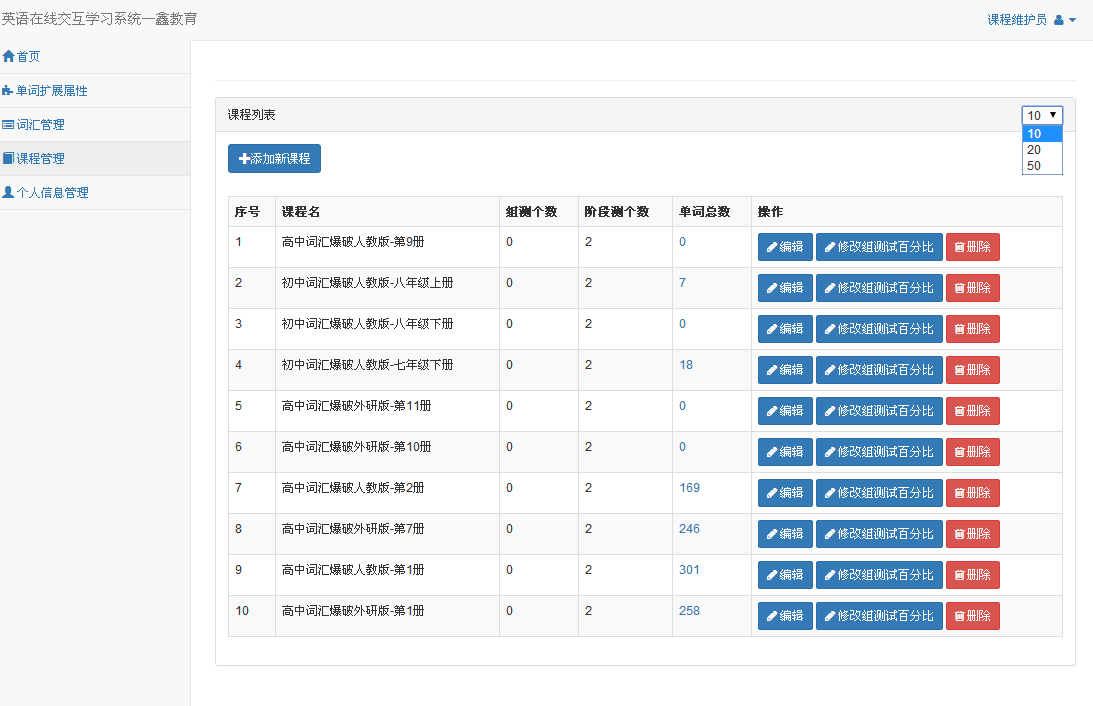 英语在线交互学习系统一鑫教育
课程维护员
首页
单词扩展属性
词汇管理
课程管理
个人信息管理
课程列表
10
10
20
50
添加新课程
序号 课程名 组测个数 阶段测个数 单词总数 操作
1 高中词汇爆破人教版-第9册 0 2 0 编辑 修改组测试百分比 删除
2 初中词汇爆破人教版-八年级上册 0 2 7 编辑 修改组测试百分比 删除
3 初中词汇爆破人教版-八年级下册 0 2 0 编辑 修改组测试百分比 删除
4 初中词汇爆破人教版-七年级下册 0 2 18 编辑 修改组测试百分比 删除
5 高中词汇爆破外研版-第11册 0 2 0 编辑 修改组测试百分比 删除
6 高中词汇爆破外研版-第10册 0 2 0 编辑 修改组测试百分比 删除
7 高中词汇爆破人教版-第2册 0 2 169 编辑 修改组测试百分比 删除
8 高中词汇爆破外研版-第7册 0 2 246 编辑 修改组测试百分比 删除
9 高中词汇爆破人教版-第1册 0 2 301 编辑 修改组测试百分比 删除
10 高中词汇爆破外研版-第1册 0 2 258 编辑 修改组测试百分比 删除